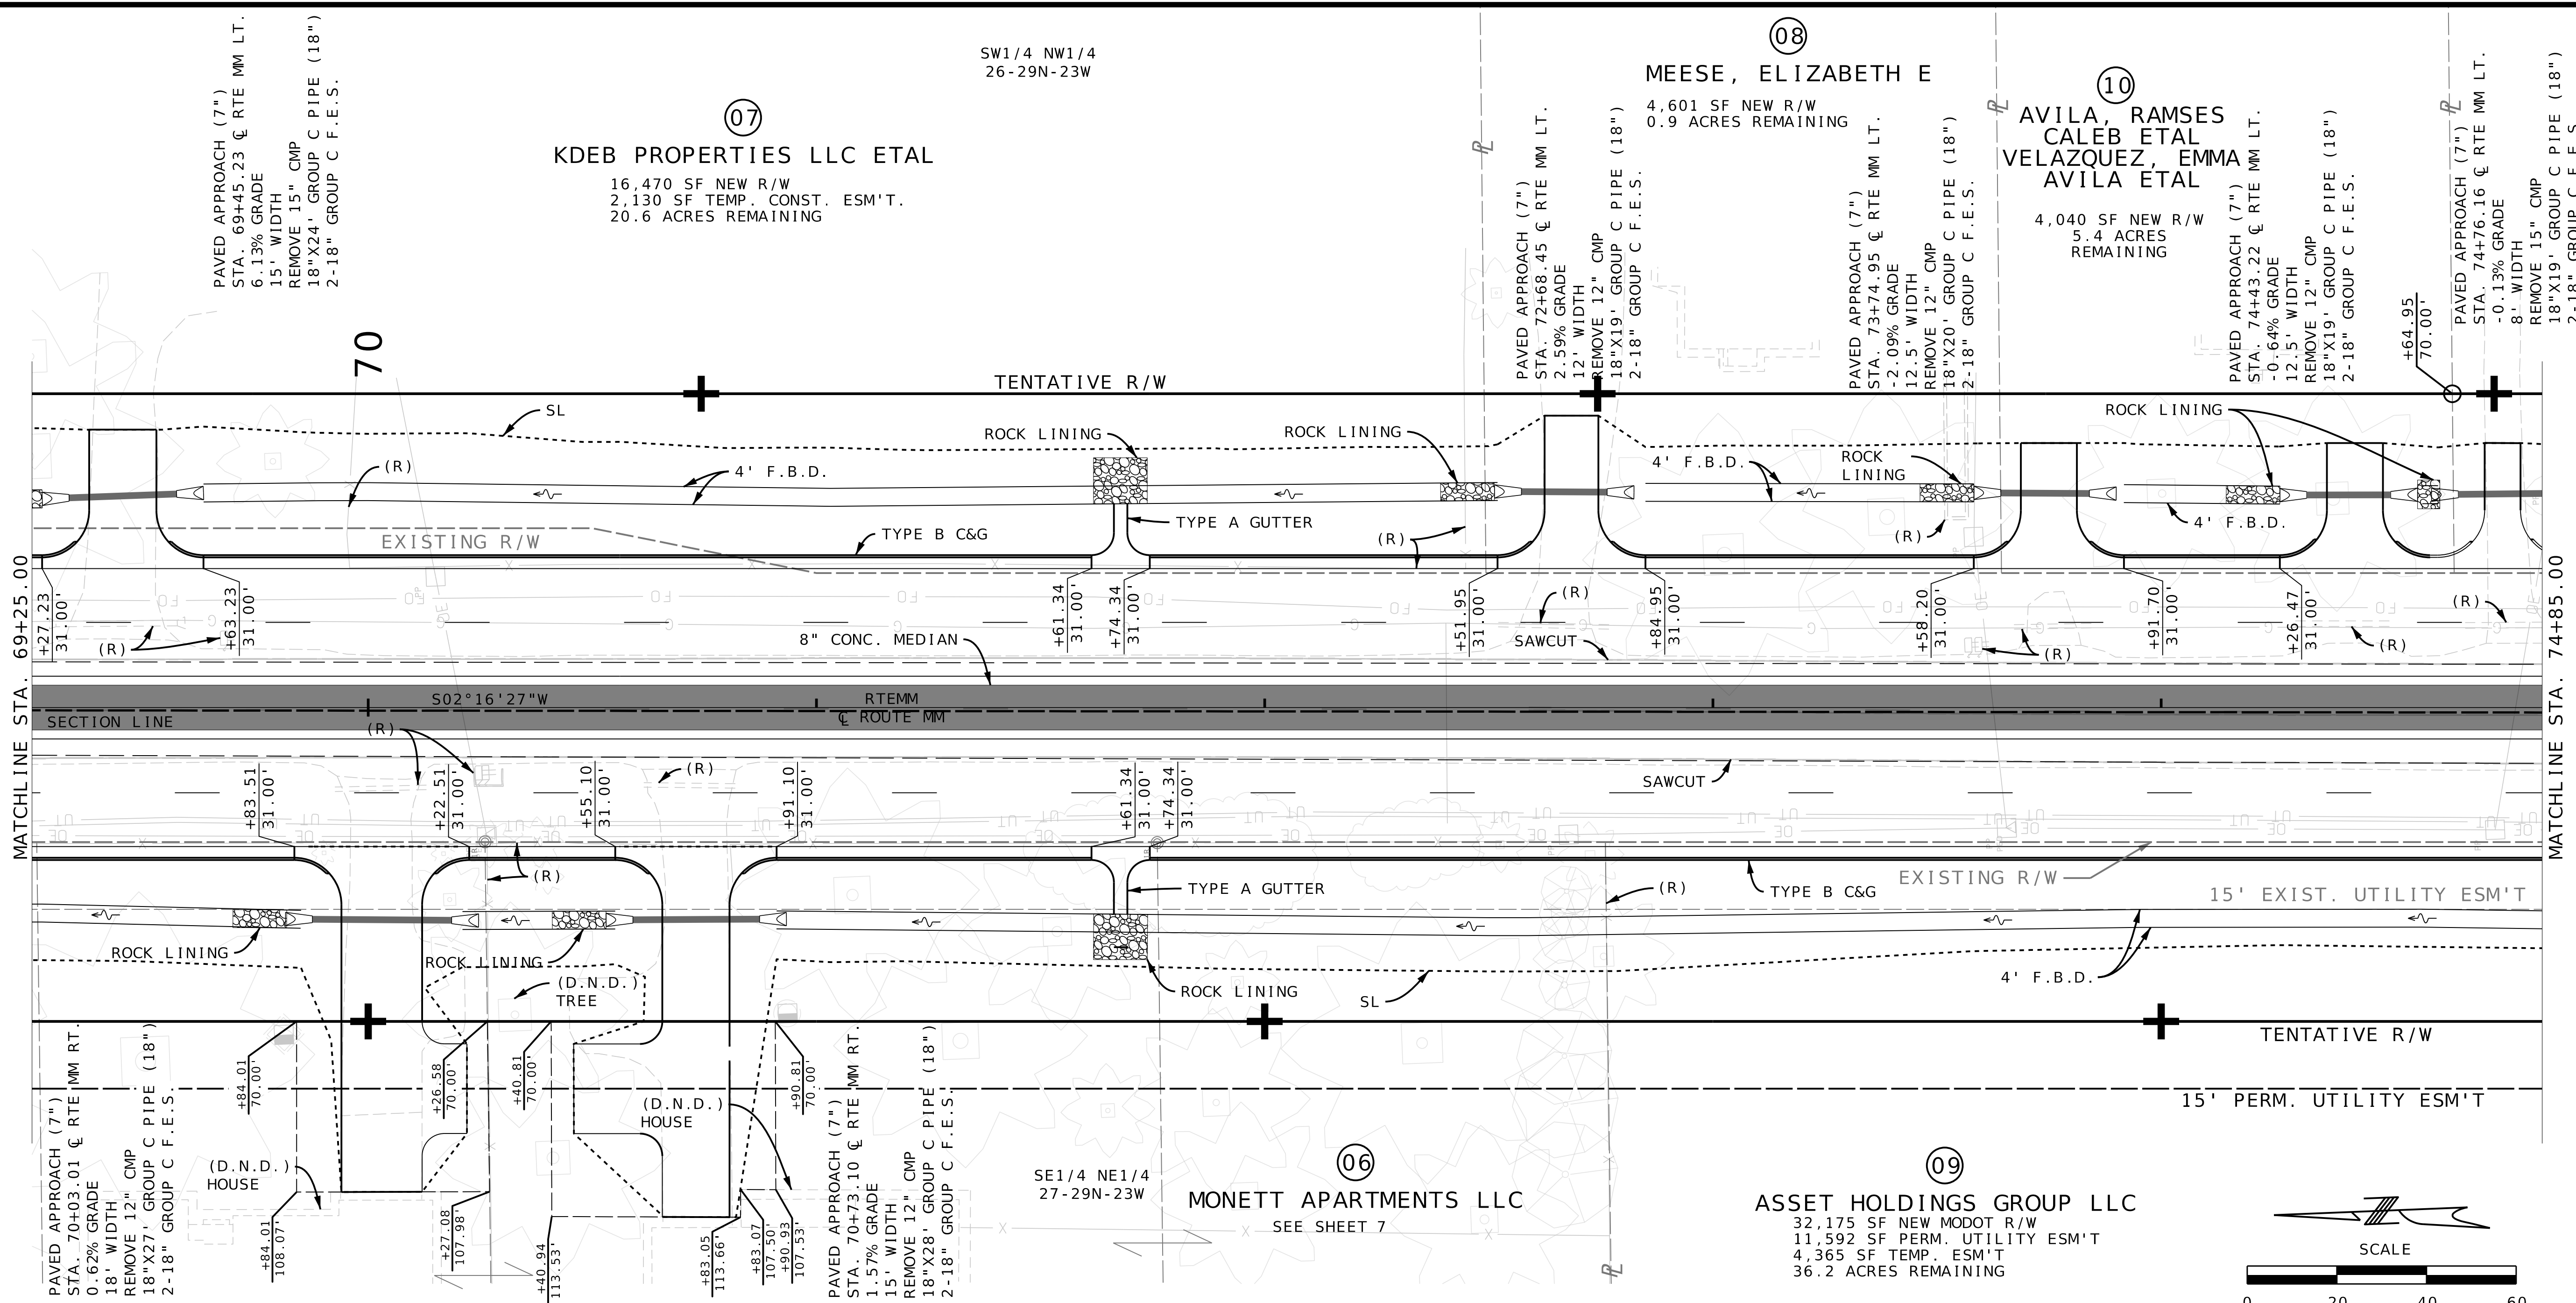 SW1/4 NW1/4
26-29N-23W
07
KDEB PROPERTIES LLC ETAL
16,470 SF NEW R/W
2,130 SF TEMP. CONST. ESM'T.
20.6 ACRES REMAINING
08
MEESE, ELIZABETH E
4,601 SF NEW R/W
0.9 ACRES REMAINING
10
AVILA, RAMSES
CALEB ETAL
VELAZQUEZ, EMMA
AVILA ETAL
4,040 SF NEW R/W
5.4 ACRES
REMAINING
PAVED APPROACH (7")
STA. 69+45.23 ℄ RTE MM LT.
6.13% GRADE
15' WIDTH
REMOVE 15" CMP
18"X24' GROUP C PIPE (18")
2-18" GROUP C F.E.S.
PAVED APPROACH (7")
STA. 72+68.45 ℄ RTE MM LT.
2.59% GRADE
12' WIDTH
REMOVE 12" CMP
18"X19' GROUP C PIPE (18")
2-18" GROUP C F.E.S.
PAVED APPROACH (7")
STA. 73+74.95 ℄ RTE MM LT.
-2.09% GRADE
12.5' WIDTH
REMOVE 12" CMP
18"X20' GROUP C PIPE (18")
2-18" GROUP C F.E.S.
PAVED APPROACH (7")
STA. 74+43.22 ℄ RTE MM LT.
-0.64% GRADE
12.5' WIDTH
REMOVE 12" CMP
18"X19' GROUP C PIPE (18")
2-18" GROUP C F.E.S.
+64.95
70.00'
PAVED APPROACH (7")
STA. 74+76.16 ℄ RTE MM LT.
-0.13% GRADE
8' WIDTH
REMOVE 15" CMP
18"X19' GROUP C PIPE (18")
2-18" GROUP C F.E.S.
70
TENTATIVE R/W
SL
ROCK LINING
ROCK LINING
ROCK LINING
ROCK
LINING
(R)
4' F.B.D.
4' F.B.D.
4' F.B.D.
EXISTING R/W
TYPE B C&G
TYPE A GUTTER
(R)
(R)
MATCHLINE STA. 69+25.00
MATCHLINE STA. 74+85.00
+27.23
31.00'
+63.23
31.00'
+61.34
31.00'
+74.34
31.00'
+51.95
31.00'
+84.95
31.00'
+58.20
31.00'
+91.70
31.00'
+26.47
31.00'
(R)
(R)
(R)
(R)
(R)
8" CONC. MEDIAN
SAWCUT
S02°16'27"W
RTEMM
SECTION LINE
℄ ROUTE MM
(R)
(R)
SAWCUT
+83.51
31.00'
+22.51
31.00'
+55.10
31.00'
+91.10
31.00'
+61.34
31.00'
+74.34
31.00'
(R)
TYPE A GUTTER
(R)
TYPE B C&G
EXISTING R/W
15' EXIST. UTILITY ESM'T
ROCK LINING
ROCK LINING
(D.N.D.)
TREE
ROCK LINING
SL
4' F.B.D.
TENTATIVE R/W
15' PERM. UTILITY ESM'T
+84.01
70.00'
+26.58
70.00'
+40.81
70.00'
+90.81
70.00'
(D.N.D.)
HOUSE
(D.N.D.)
HOUSE
PAVED APPROACH (7")
STA. 70+03.01 ℄ RTE MM RT.
0.62% GRADE
18' WIDTH
REMOVE 12" CMP
18"X27' GROUP C PIPE (18")
2-18" GROUP C F.E.S.
+84.01
108.07'
+27.08
107.98'
+40.94
113.53'
+83.05
113.66'
+83.07
107.50'
+90.93
107.53'
PAVED APPROACH (7")
STA. 70+73.10 ℄ RTE MM RT.
1.57% GRADE
15' WIDTH
REMOVE 12" CMP
18"X28' GROUP C PIPE (18")
2-18" GROUP C F.E.S.
SE1/4 NE1/4
27-29N-23W
06
MONETT APARTMENTS LLC
SEE SHEET 7
09
ASSET HOLDINGS GROUP LLC
32,175 SF NEW MODOT R/W
11,592 SF PERM. UTILITY ESM'T
4,365 SF TEMP. ESM'T
36.2 ACRES REMAINING
SCALE
0 20 40 60